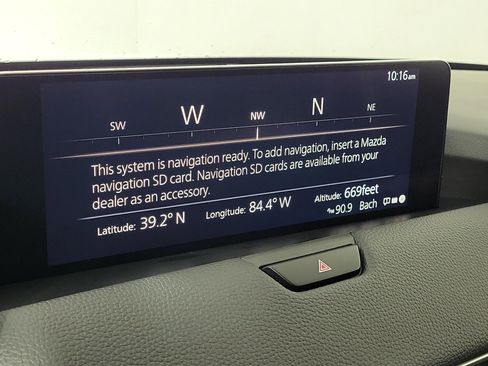 10:16am
SW W NW N NE
This system is navigation ready. To add navigation, insert a Mazda
navigation SD card. Navigation SD cards are available from your
dealer as an accessory.
Latitude: 39.2° N Longitude: 84.4° W Altitude: 669feet
90.9 Bach